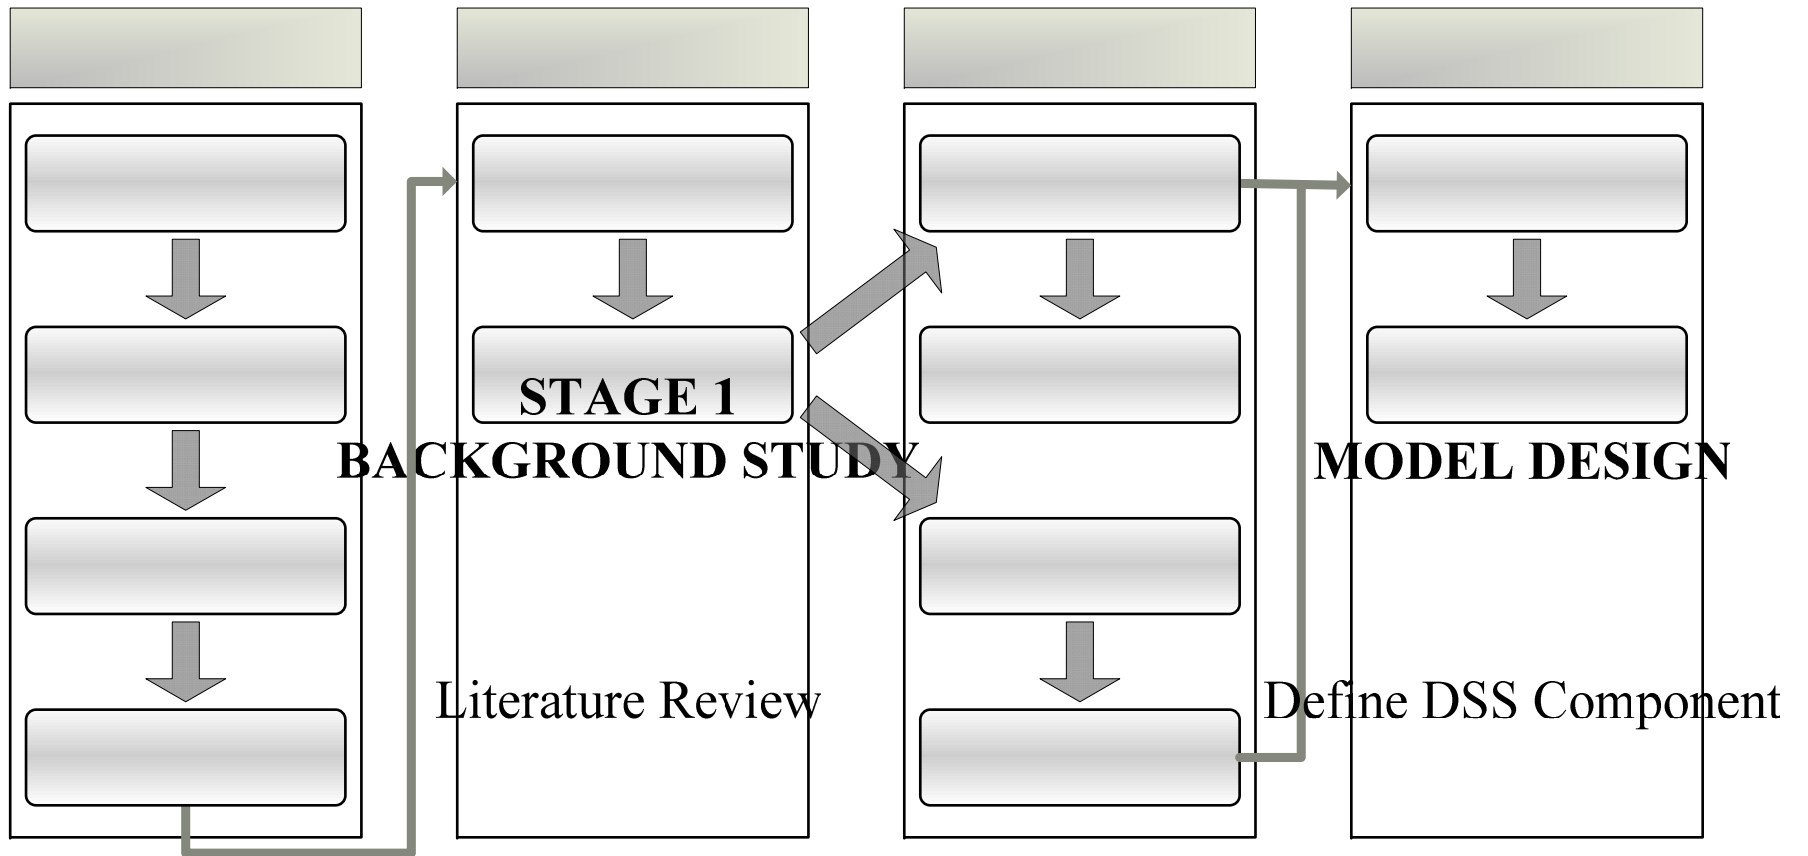 STAGE 1
BACKGROUND STUDY
MODEL DESIGN
Literature Review
Define DSS Component